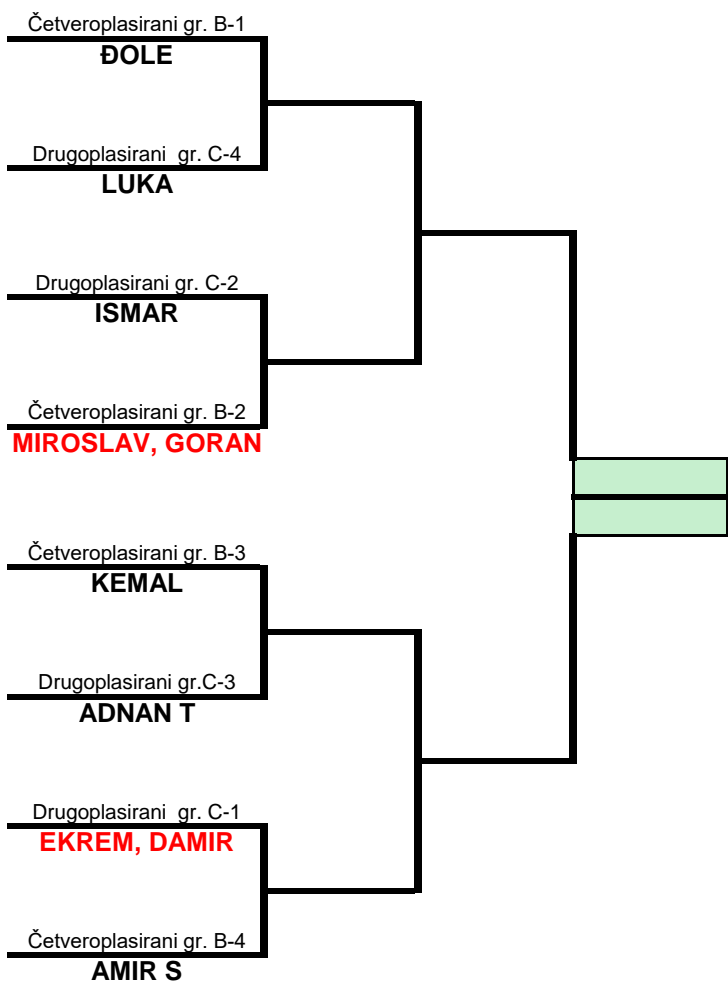 Četveroplasirani gr. B-1
ĐOLE
Drugoplasirani  gr. C-4
LUKA
Drugoplasirani gr. C-2
ISMAR
Četveroplasirani gr. B-2
MIROSLAV, GORAN
Četveroplasirani gr. B-3
KEMAL
Drugoplasirani gr.C-3
ADNAN T
Drugoplasirani  gr. C-1
EKREM, DAMIR
Četveroplasirani gr. B-4
AMIR S